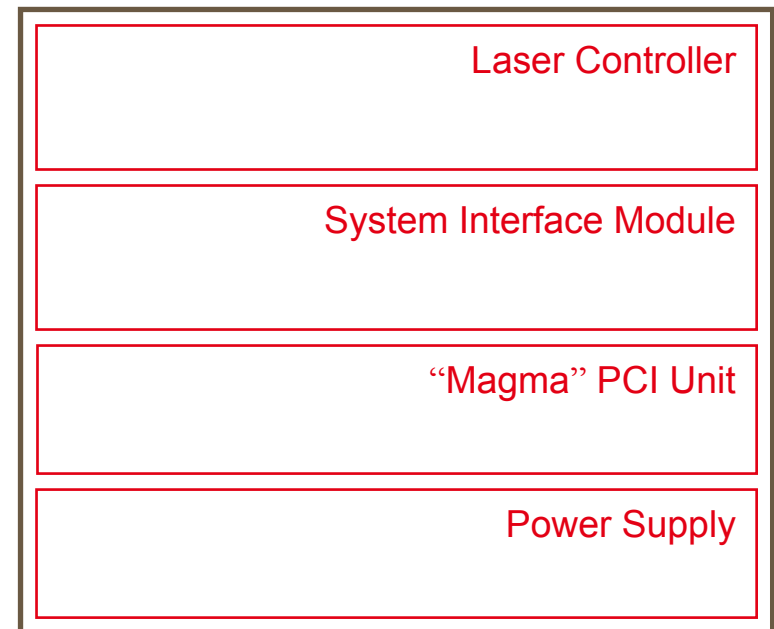 Laser Controller
System Interface Module
“Magma” PCI Unit
Power Supply